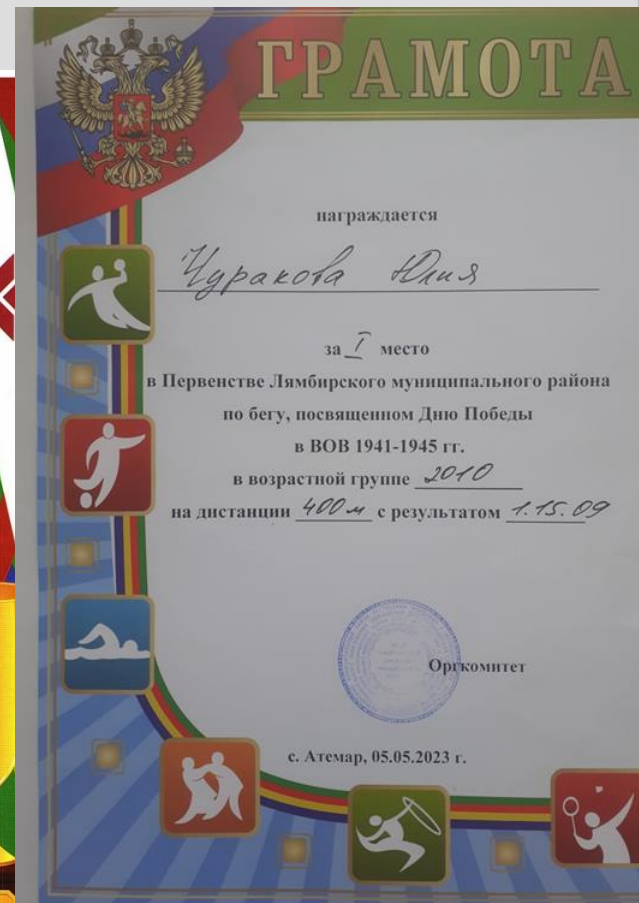 ГРАМОТА
награждается
Чуракова Юлия
за I место
в Первенстве Лямбирского муниципального района
по бегу, посвященном Дню Победы
в ВОВ 1941-1945 гг.
в возрастной группе 2010
на дистанции 400 м с результатом 1.15.09
Оргкомитет
с. Атемар, 05.05.2023 г.